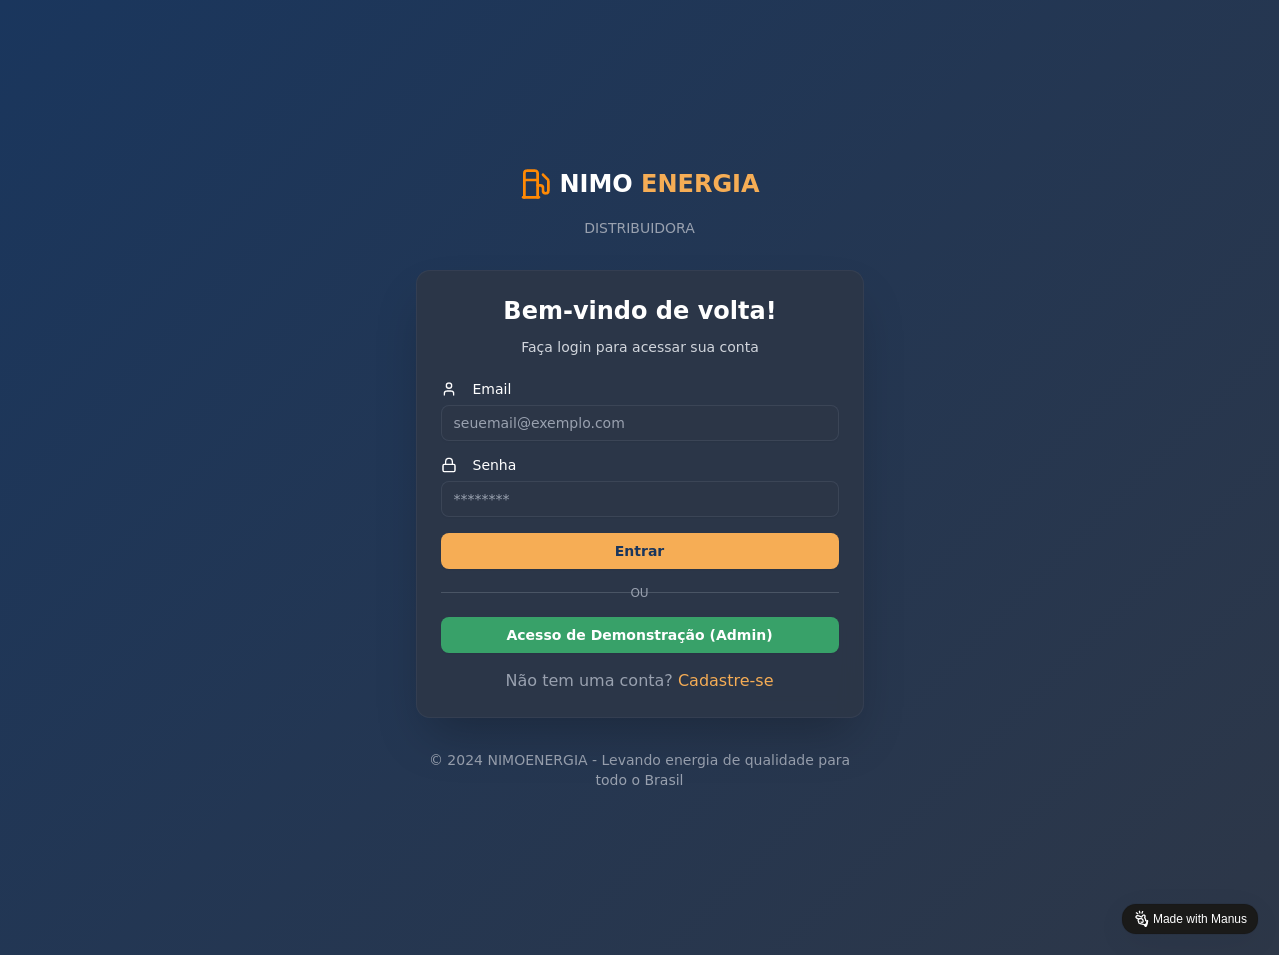 NIMO ENERGIA
DISTRIBUIDORA
Bem-vindo de volta!
Faça login para acessar sua conta
Email
seuemail@exemplo.com
Senha
********
Entrar
OU
Acesso de Demonstração (Admin)
Não tem uma conta? Cadastre-se
© 2024 NIMOENERGIA - Levando energia de qualidade para
todo o Brasil
Made with Manus